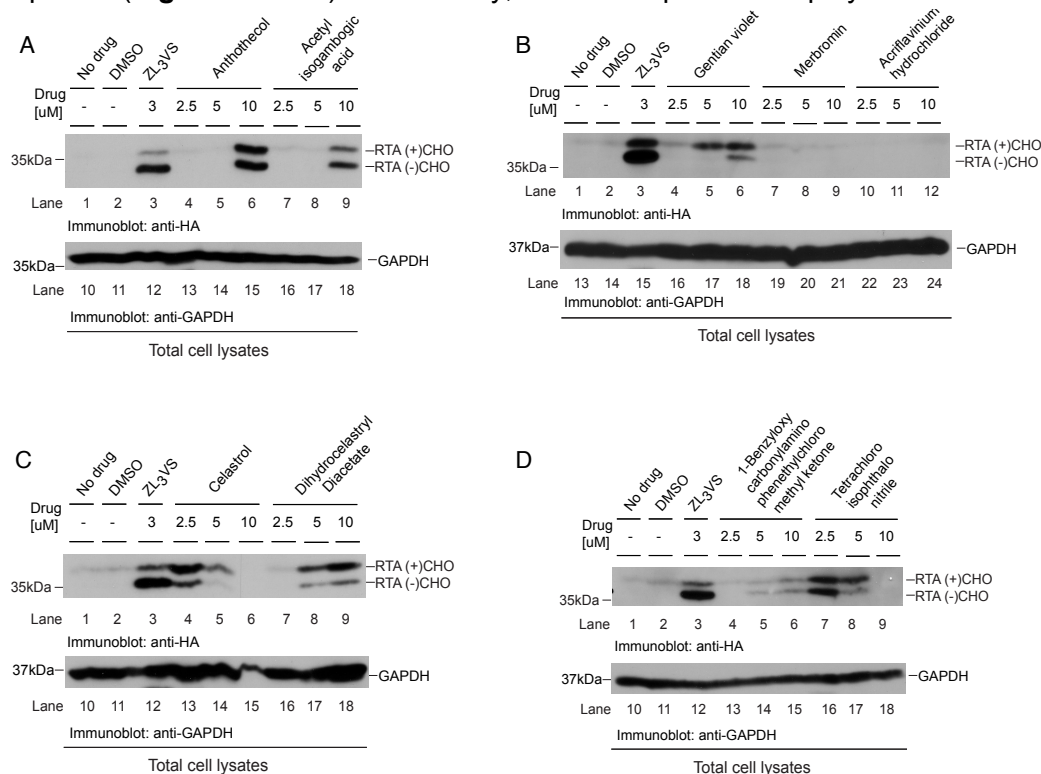 A
No drug
DMSO
ZL3VS
Anthothecol
Acetyl
isogambogic
acid
Drug
[uM]
- - 3 2.5 5 10 2.5 5 10
35kDa
RTA (+)CHO
RTA (-)CHO
Lane 1 2 3 4 5 6 7 8 9
Immunoblot: anti-HA
35kDa
GAPDH
Lane 10 11 12 13 14 15 16 17 18
Immunoblot: anti-GAPDH
Total cell lysates
B
No drug
DMSO
ZL3VS
Gentian violet
Merbromin
Acriflavinium
hydrochloride
Drug
[uM]
- - 3 2.5 5 10 2.5 5 10 2.5 5 10
35kDa
RTA (+)CHO
RTA (-)CHO
Lane 1 2 3 4 5 6 7 8 9 10 11 12
Immunoblot: anti-HA
37kDa
GAPDH
Lane 13 14 15 16 17 18 19 20 21 22 23 24
Immunoblot: anti-GAPDH
Total cell lysates
C
No drug
DMSO
ZL3VS
Celastrol
Dihydrocelastryl
Diacetate
Drug
[uM]
- - 3 2.5 5 10 2.5 5 10
35kDa
RTA (+)CHO
RTA (-)CHO
Lane 1 2 3 4 5 6 7 8 9
Immunoblot: anti-HA
37kDa
GAPDH
Lane 10 11 12 13 14 15 16 17 18
Immunoblot: anti-GAPDH
Total cell lysates
D
No drug
DMSO
ZL3VS
1-Benzyloxy
carbonylamino
phenethylchloro
methyl ketone
Tetrachloro
isophthalo
nitrile
Drug
[uM]
- - 3 2.5 5 10 2.5 5 10
35kDa
RTA (+)CHO
RTA (-)CHO
Lane 1 2 3 4 5 6 7 8 9
Immunoblot: anti-HA
37kDa
GAPDH
Lane 10 11 12 13 14 15 16 17 18
Immunoblot: anti-GAPDH
Total cell lysates